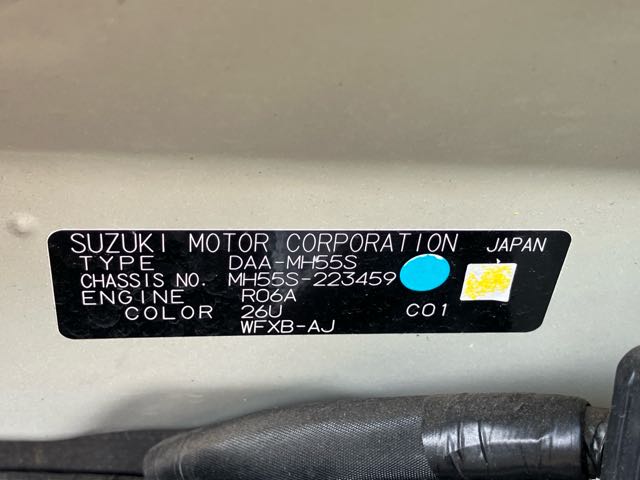 SUZUKI MOTOR CORPORATION JAPAN
TYPE DAA-MH55S
CHASSIS NO. MH55S-223459
ENGINE R06A
COLOR 26U C01
WFXB-AJ